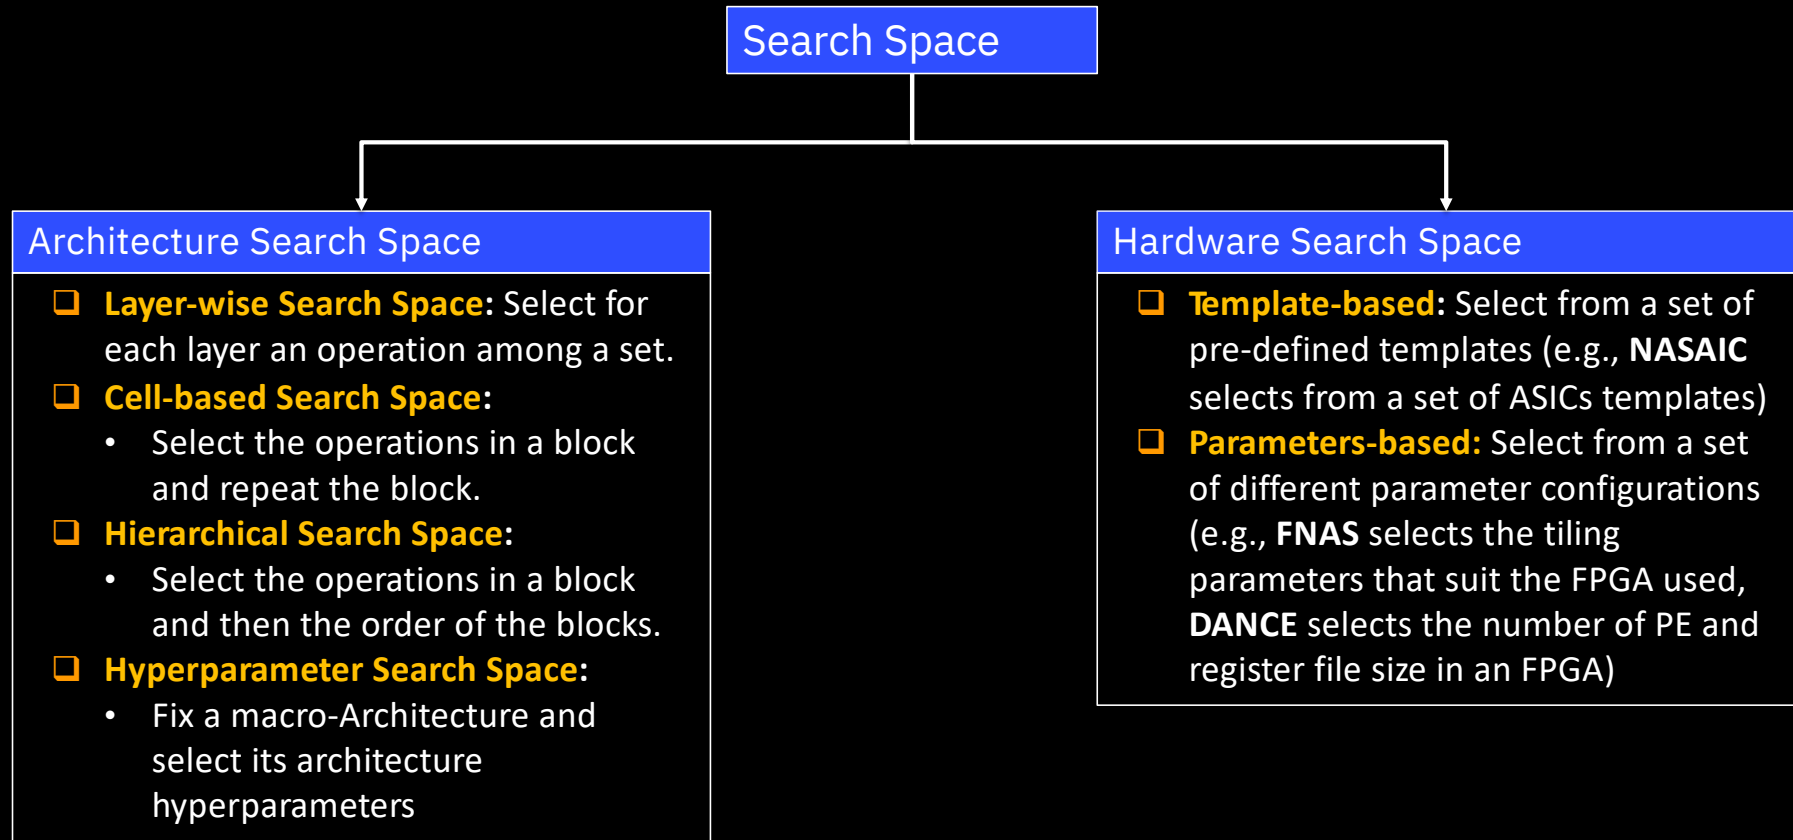 Search Space
Architecture Search Space
❑ Layer-wise Search Space: Select for
each layer an operation among a set.
❑ Cell-based Search Space:
• Select the operations in a block
and repeat the block.
❑ Hierarchical Search Space:
• Select the operations in a block
and then the order of the blocks.
❑ Hyperparameter Search Space:
• Fix a macro-Architecture and
select its architecture
hyperparameters
Hardware Search Space
❑ Template-based: Select from a set of
pre-defined templates (e.g., NASAIC
selects from a set of ASICs templates)
❑ Parameters-based: Select from a set
of different parameter configurations
(e.g., FNAS selects the tiling
parameters that suit the FPGA used,
DANCE selects the number of PE and
register file size in an FPGA)